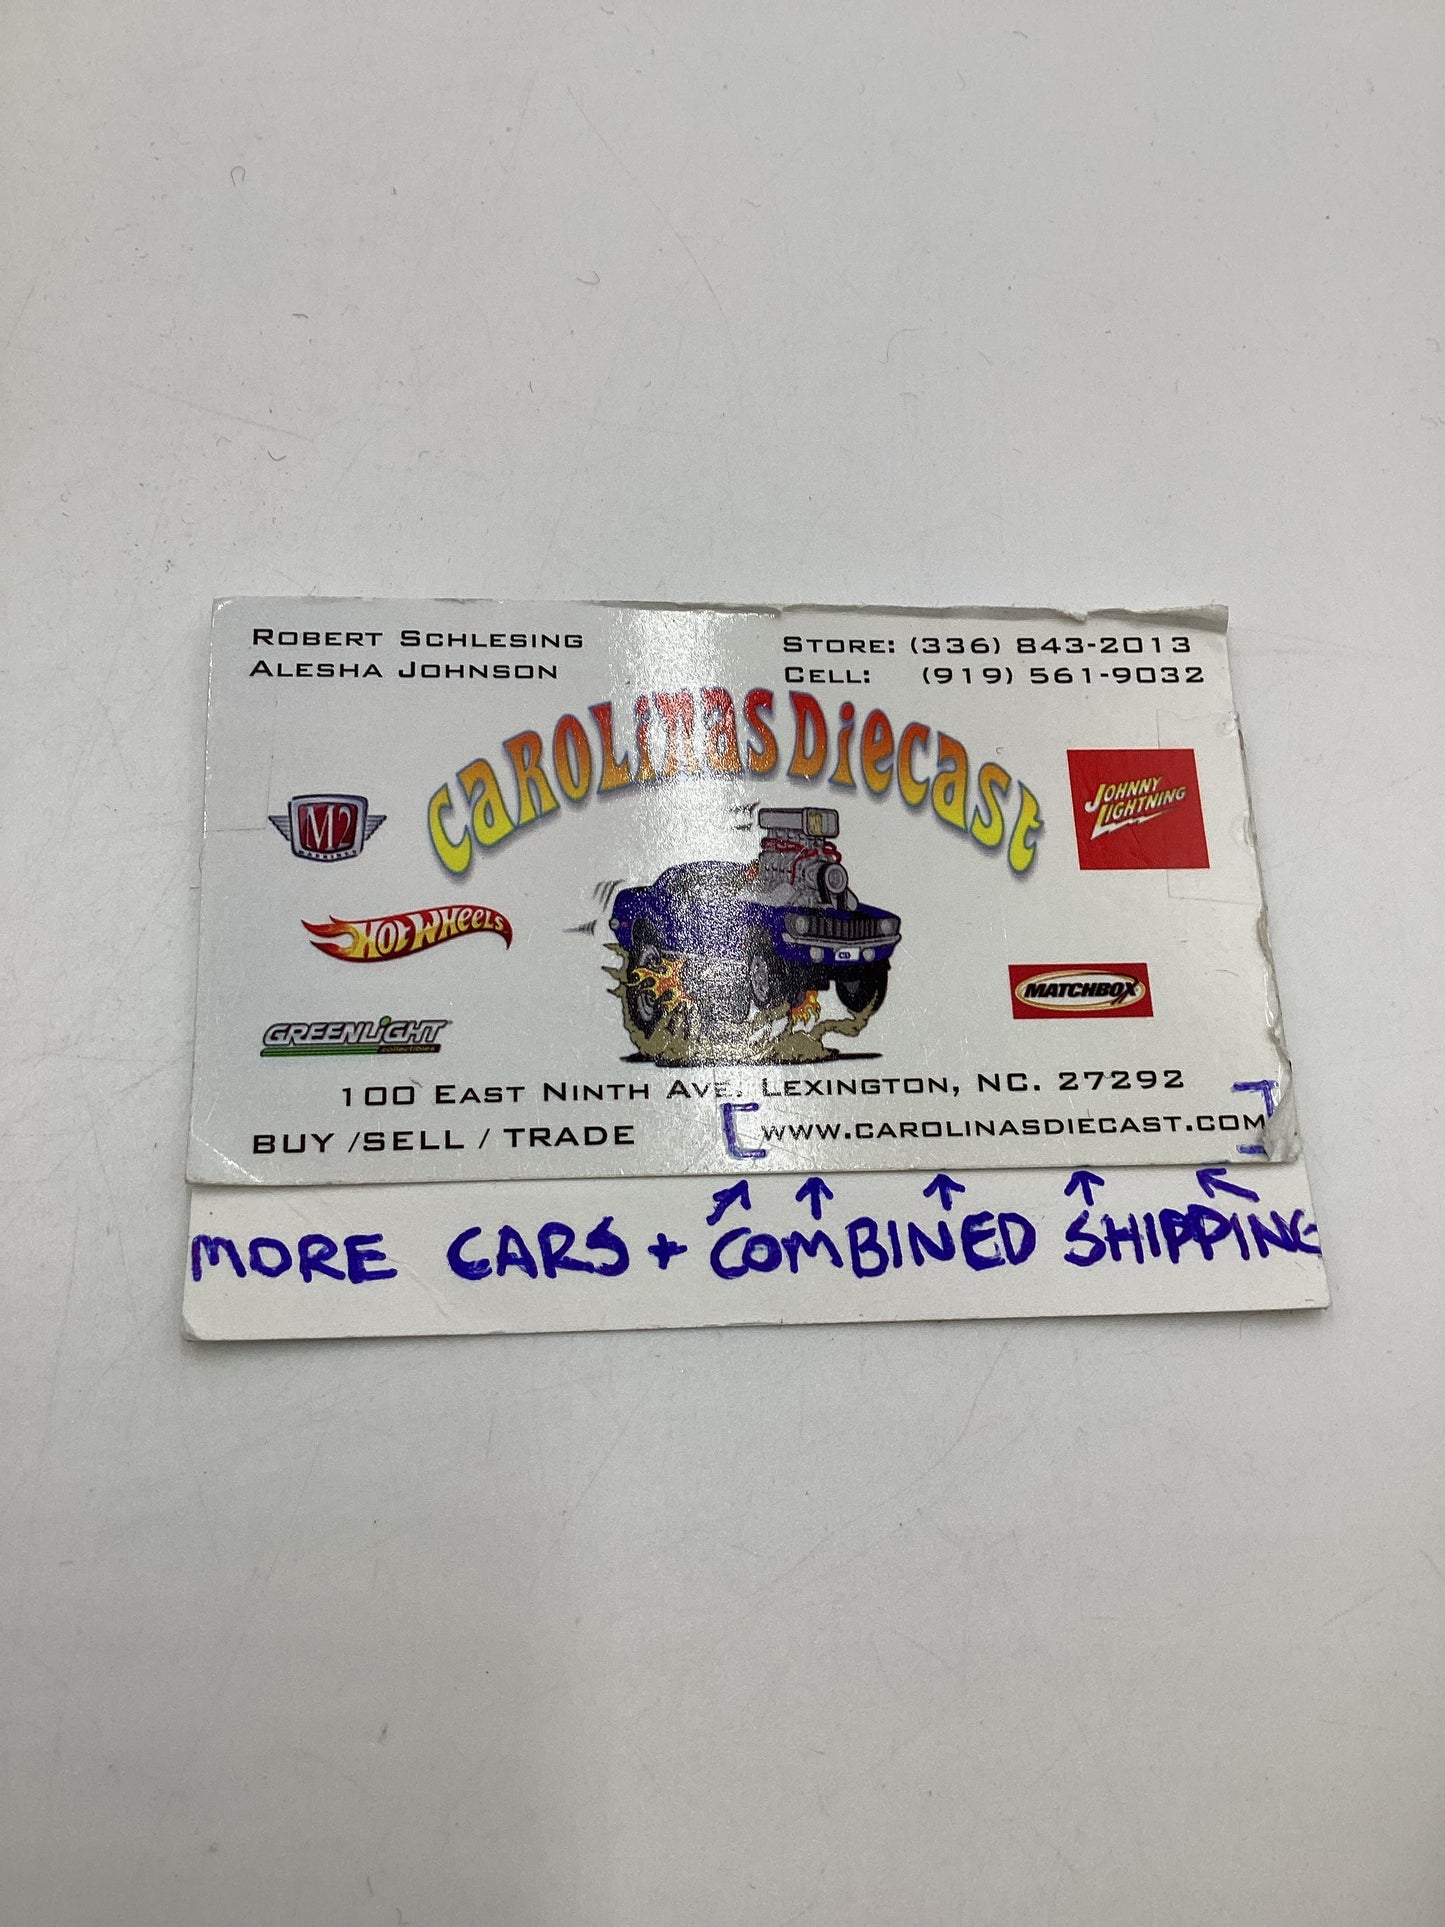 ROBERT SCHLESING
ALESHA JOHNSON
STORE: (336) 843-2013
CELL: (919) 561-9032
CAROLINAS DIECAST
M2
MACHINES
JOHNNY
LIGHTNING
HOT WHEELS
MATCHBOX
GREENLIGHT
collectibles
100 EAST NINTH AVE. LEXINGTON, NC. 27292
BUY /SELL / TRADE
[WWW.CAROLINASDIECAST.COM]
MORE CARS + COMBINED SHIPPING